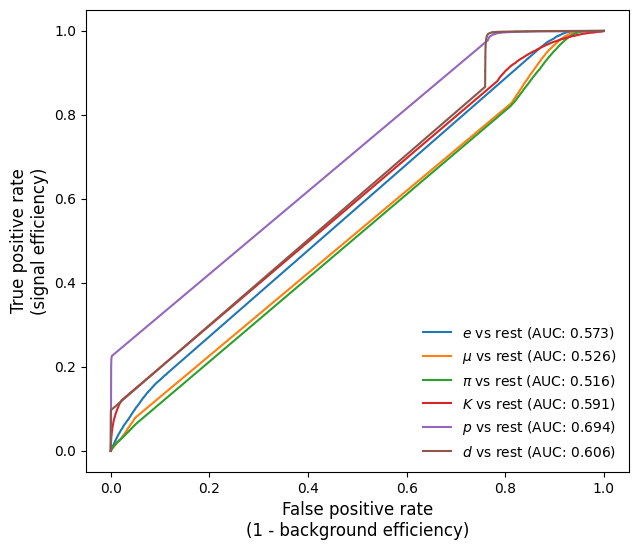 1.0
0.8
0.6
0.4
0.2
0.0
True positive rate
(signal efficiency)
e vs rest (AUC: 0.573)
μ vs rest (AUC: 0.526)
π vs rest (AUC: 0.516)
K vs rest (AUC: 0.591)
p vs rest (AUC: 0.694)
d vs rest (AUC: 0.606)
0.0 0.2 0.4 0.6 0.8 1.0
False positive rate
(1 - background efficiency)